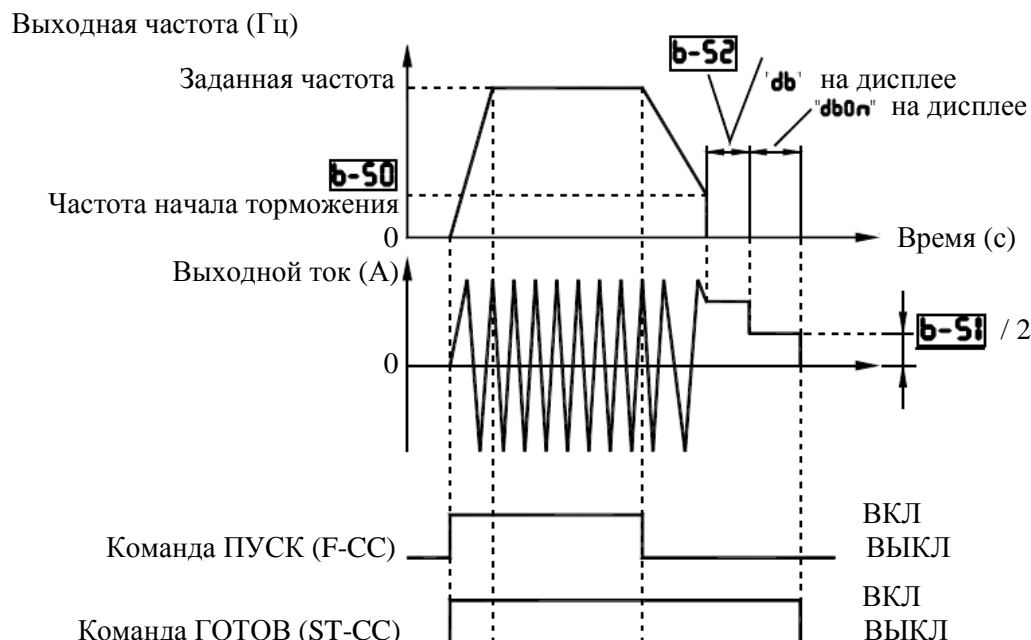 Выходная частота (Гц)
b-52
Заданная частота
'db' на дисплее
"db0n" на дисплее
b-50
Частота начала торможения
0
Время (с)
Выходной ток (А)
b-51 / 2
0
ВКЛ
Команда ПУСК (F-CC)
ВЫКЛ
ВКЛ
Команда ГОТОВ (ST-CC)
ВЫКЛ